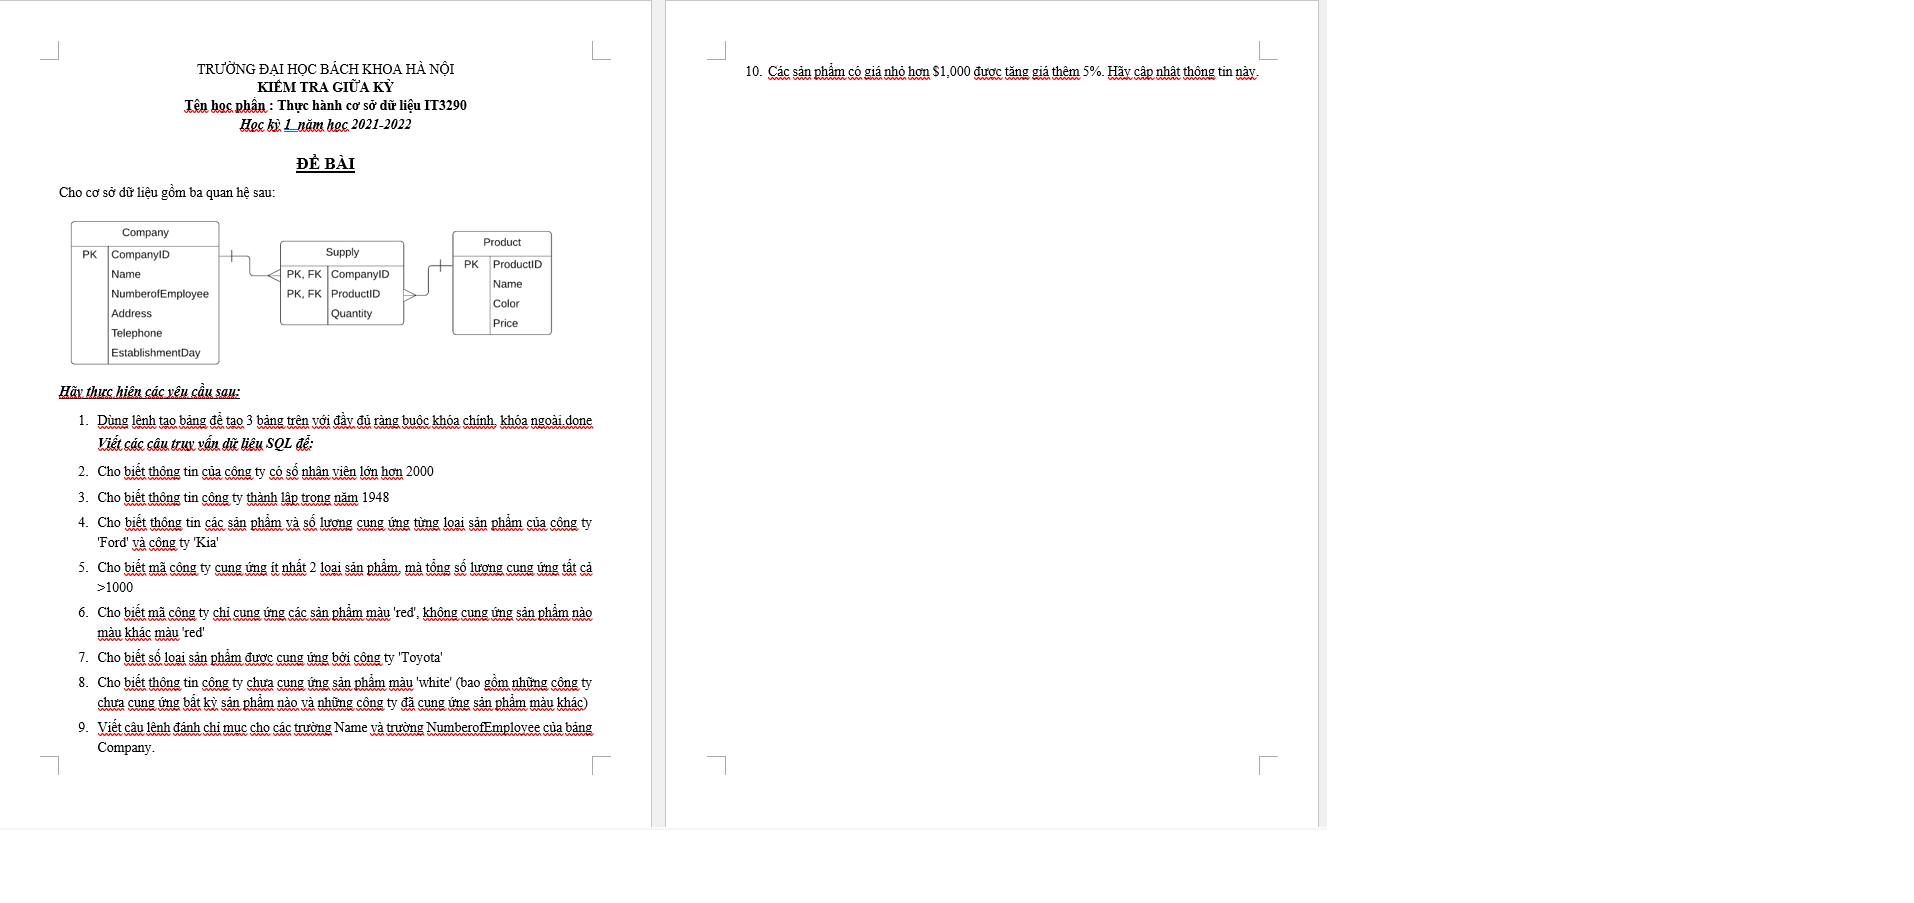 TRƯỜNG ĐẠI HỌC BÁCH KHOA HÀ NỘI
KIỂM TRA GIỮA KỲ
Tên học phần : Thực hành cơ sở dữ liệu IT3290
Học kỳ 1 năm học 2021-2022
ĐỀ BÀI
Cho cơ sở dữ liệu gồm ba quan hệ sau:
Company
PK CompanyID
Name
NumberofEmployee
Address
Telephone
EstablishmentDay
Supply
PK, FK CompanyID
PK, FK ProductID
Quantity
Product
PK ProductID
Name
Color
Price
Hãy thực hiện các yêu cầu sau:
1. Dùng lệnh tạo bảng để tạo 3 bảng trên với đầy đủ ràng buộc khóa chính, khóa ngoài.done
Viết các câu truy vấn dữ liệu SQL để:
2. Cho biết thông tin của công ty có số nhân viên lớn hơn 2000
3. Cho biết thông tin công ty thành lập trong năm 1948
4. Cho biết thông tin các sản phẩm và số lượng cung ứng từng loại sản phẩm của công ty
'Ford' và công ty 'Kia'
5. Cho biết mã công ty cung ứng ít nhất 2 loại sản phẩm, mà tổng số lượng cung ứng tất cả
>1000
6. Cho biết mã công ty chỉ cung ứng các sản phẩm màu 'red', không cung ứng sản phẩm nào
màu khác màu 'red'
7. Cho biết số loại sản phẩm được cung ứng bởi công ty 'Toyota'
8. Cho biết thông tin công ty chưa cung ứng sản phẩm màu 'white' (bao gồm những công ty
chưa cung ứng bất kỳ sản phẩm nào và những công ty đã cung ứng sản phẩm màu khác)
9. Viết câu lệnh đánh chỉ mục cho các trường Name và trường NumberofEmployee của bảng
Company.
10. Các sản phẩm có giá nhỏ hơn $1,000 được tăng giá thêm 5%. Hãy cập nhật thông tin này.